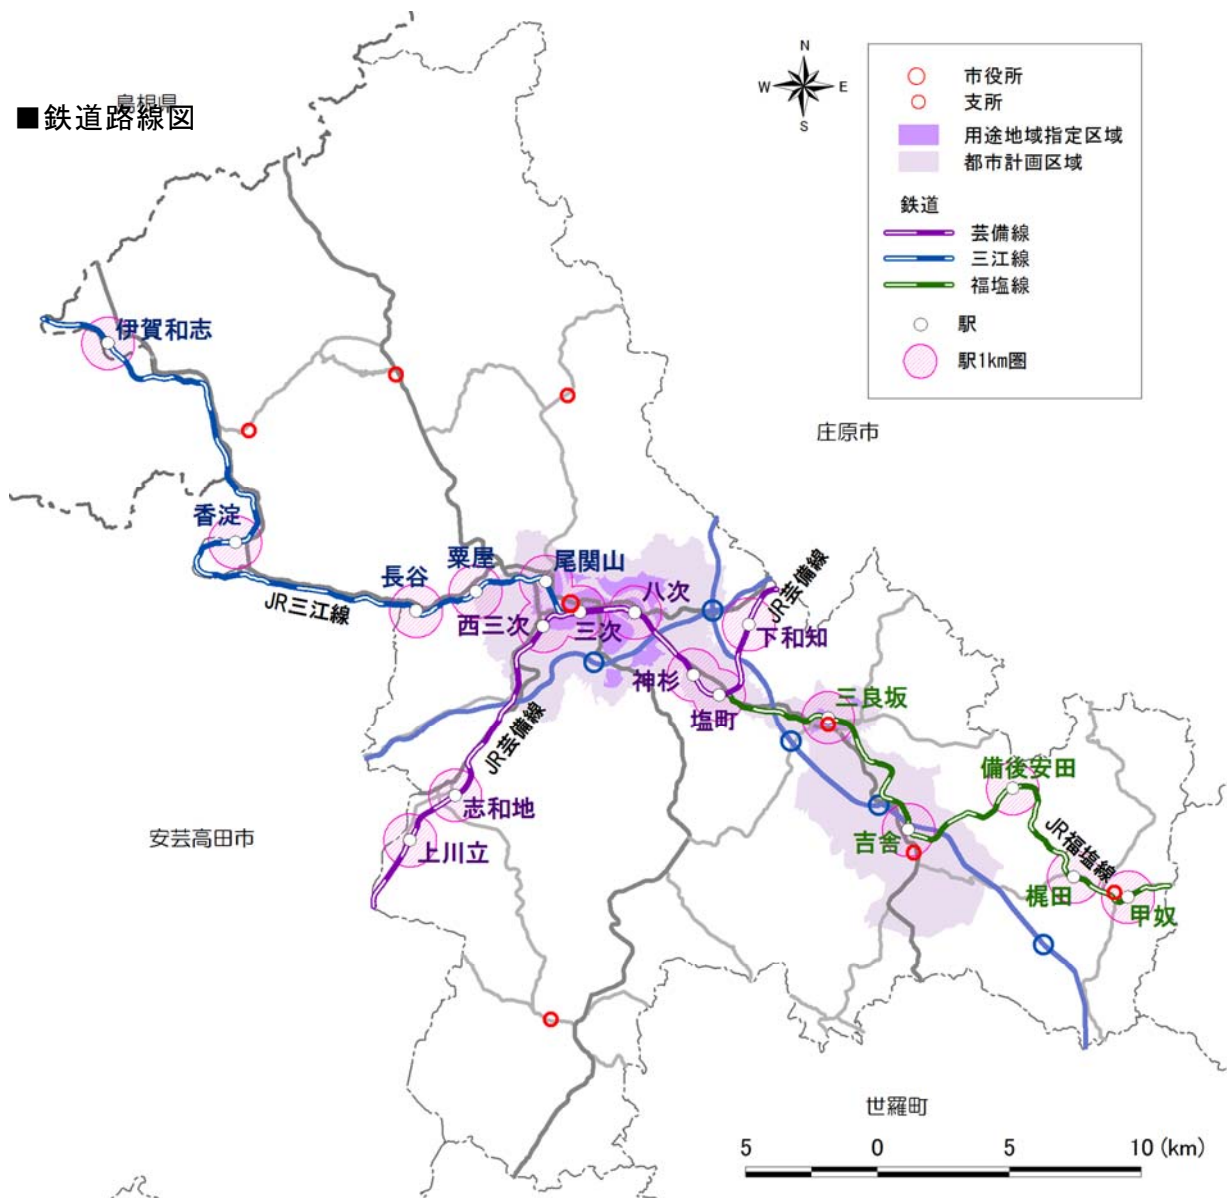 島根県
■鉄道路線図
N
W
E
S
市役所
支所
用途地域指定区域
都市計画区域
鉄道
芸備線
三江線
福塩線
駅
駅1km圏
伊賀和志
庄原市
香淀
粟屋
尾関山
長谷
八次
JR芸備線
JR三江線
西三次
三次
下和知
神杉
三良坂
塩町
JR芸備線
備後安田
志和地
JR福塩線
安芸高田市
吉舎
上川立
梶田
甲奴
世羅町
5
0
5
10 (km)